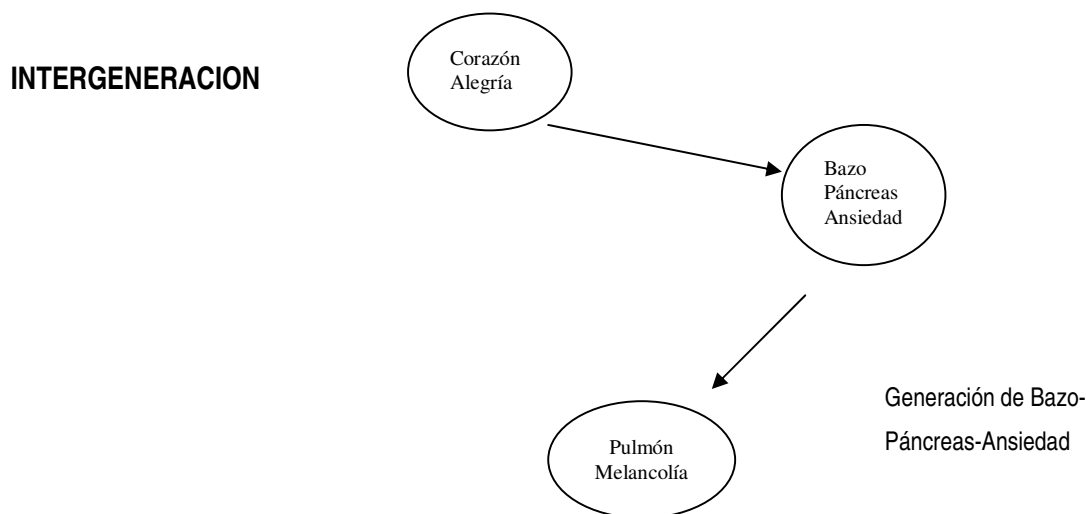 INTERGENERACION
Corazón
Alegría
Bazo
Páncreas
Ansiedad
Generación de Bazo-
Páncreas-Ansiedad
Pulmón
Melancolía